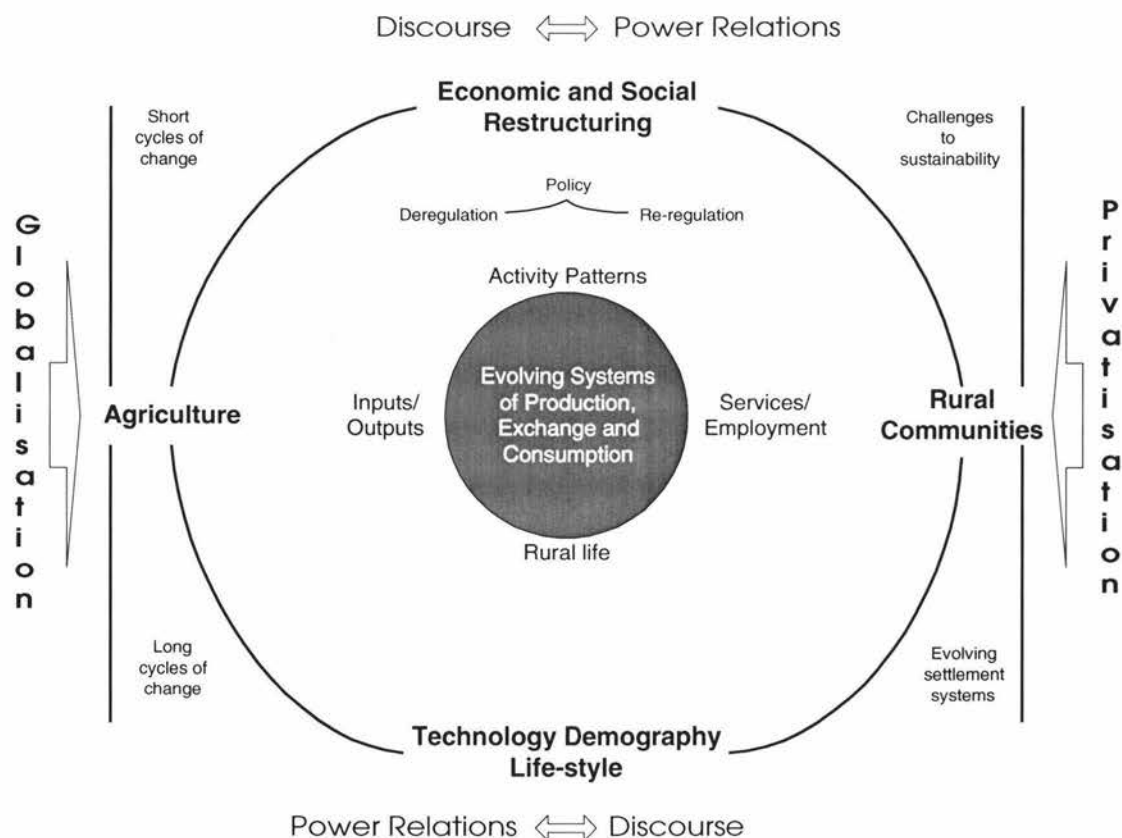 Discourse ⇔ Power Relations
Economic and Social
Restructuring
Short
cycles of
change
Challenges
to
sustainability
Policy
Deregulation
Re-regulation
Globalisation
Privatisation
Activity Patterns
Agriculture
Inputs/
Outputs
Evolving Systems
of Production,
Exchange and
Consumption
Services/
Employment
Rural
Communities
Rural life
Long
cycles of
change
Evolving
settlement
systems
Technology Demography
Life-style
Power Relations ⇔ Discourse